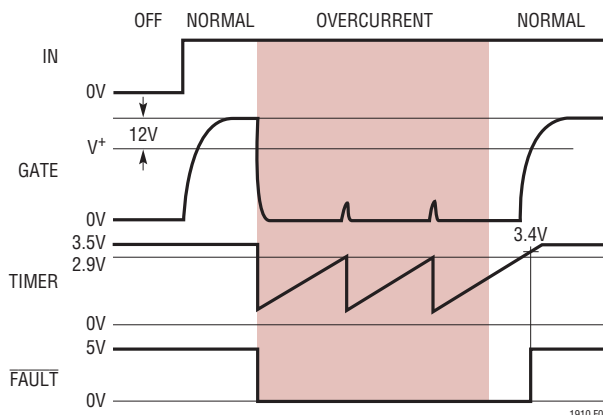 OFF NORMAL OVERCURRENT NORMAL
IN
0V
12V
V+
GATE
0V
3.5V
3.4V
2.9V
TIMER
0V
5V
FAULT
0V